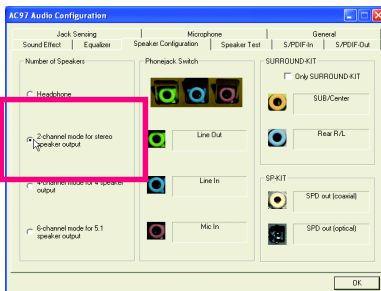 AC97 Audio Configuration
Jack Sensing
Microphone
General
Sound Effect
Equalizer
Speaker Configuration
Speaker Test
S/PDIF-In
S/PDIF-Out
Number of Speakers
Headphone
2-channel mode for stereo
speaker output
4-channel mode for 4 speaker
output
6-channel mode for 5.1
speaker output
Phonejack Switch
Line Out
Line In
Mic In
SURROUND-KIT
Only SURROUND-KIT
SUB/Center
Rear R/L
SP-KIT
SPD out (coaxial)
SPD out (optical)
OK